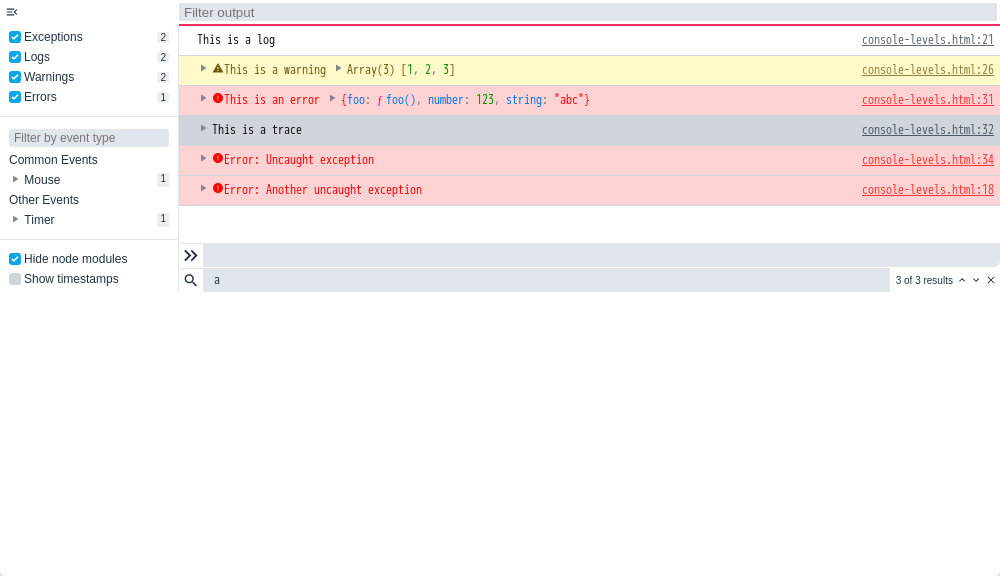 Filter output
Exceptions 2
Logs 2
Warnings 2
Errors 1
Filter by event type
Common Events
Mouse 1
Other Events
Timer 1
Hide node modules
Show timestamps
This is a log console-levels.html:21
This is a warning Array(3) [1, 2, 3] console-levels.html:26
This is an error {foo: ƒ foo(), number: 123, string: "abc"} console-levels.html:31
This is a trace console-levels.html:32
Error: Uncaught exception console-levels.html:34
Error: Another uncaught exception console-levels.html:18
a 3 of 3 results